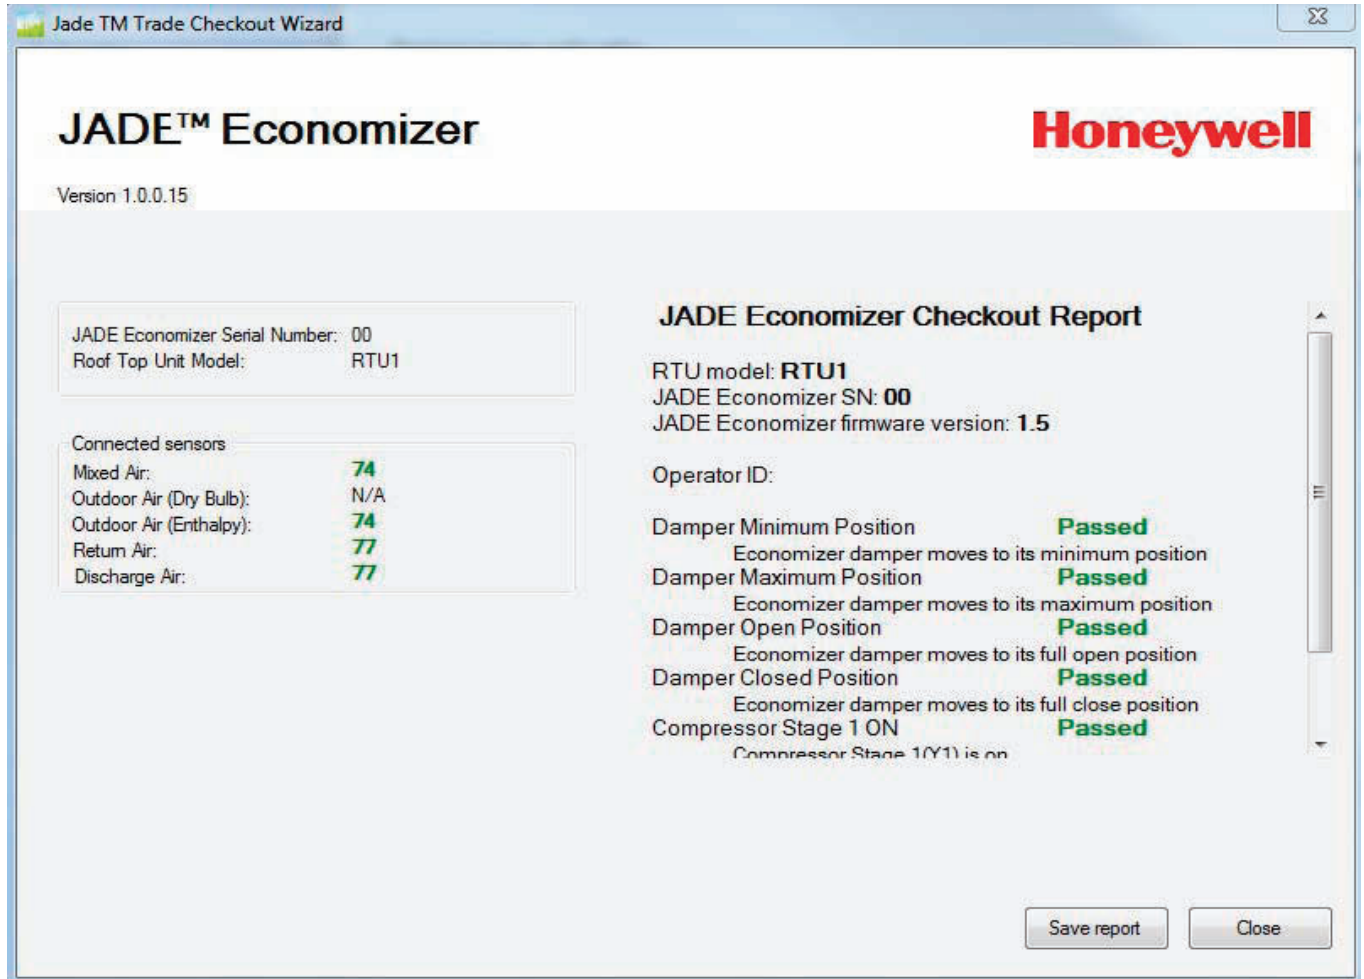 Jade TM Trade Checkout Wizard
JADE™ Economizer
Honeywell
Version 1.0.0.15
JADE Economizer Serial Number: 00
Roof Top Unit Model: RTU1
Connected sensors
Mixed Air: 74
Outdoor Air (Dry Bulb): N/A
Outdoor Air (Enthalpy): 74
Return Air: 77
Discharge Air: 77
JADE Economizer Checkout Report
RTU model: RTU1
JADE Economizer SN: 00
JADE Economizer firmware version: 1.5
Operator ID:
Damper Minimum Position Passed
Economizer damper moves to its minimum position
Damper Maximum Position Passed
Economizer damper moves to its maximum position
Damper Open Position Passed
Economizer damper moves to its full open position
Damper Closed Position Passed
Economizer damper moves to its full close position
Compressor Stage 1 ON Passed
Compressor Stage 1(Y1) is on
Save report
Close